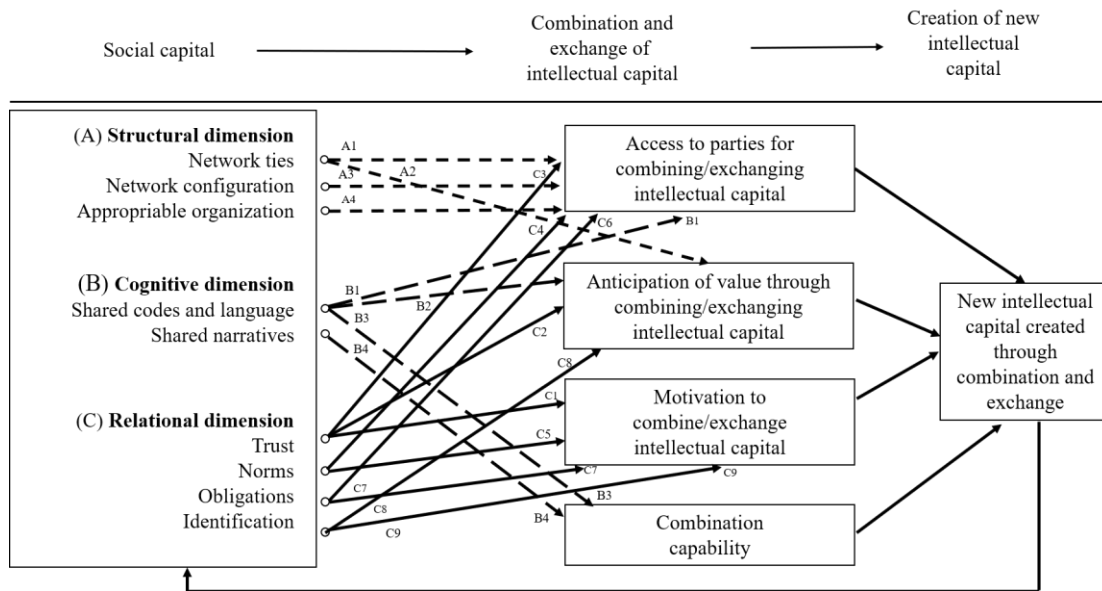 Social capital
Combination and
exchange of
intellectual capital
Creation of new
intellectual
capital
(A) Structural dimension
Network ties
Network configuration
Appropriable organization
(B) Cognitive dimension
Shared codes and language
Shared narratives
(C) Relational dimension
Trust
Norms
Obligations
Identification
A1
A2
A3
A4
C3
C4
C6
B1
B1
B2
B3
B4
C2
C8
C1
C5
C7
C7
C8
C9
C9
B3
B4
Access to parties for
combining/exchanging
intellectual capital
Anticipation of value through
combining/exchanging
intellectual capital
Motivation to
combine/exchange
intellectual capital
Combination
capability
New intellectual
capital created
through
combination and
exchange